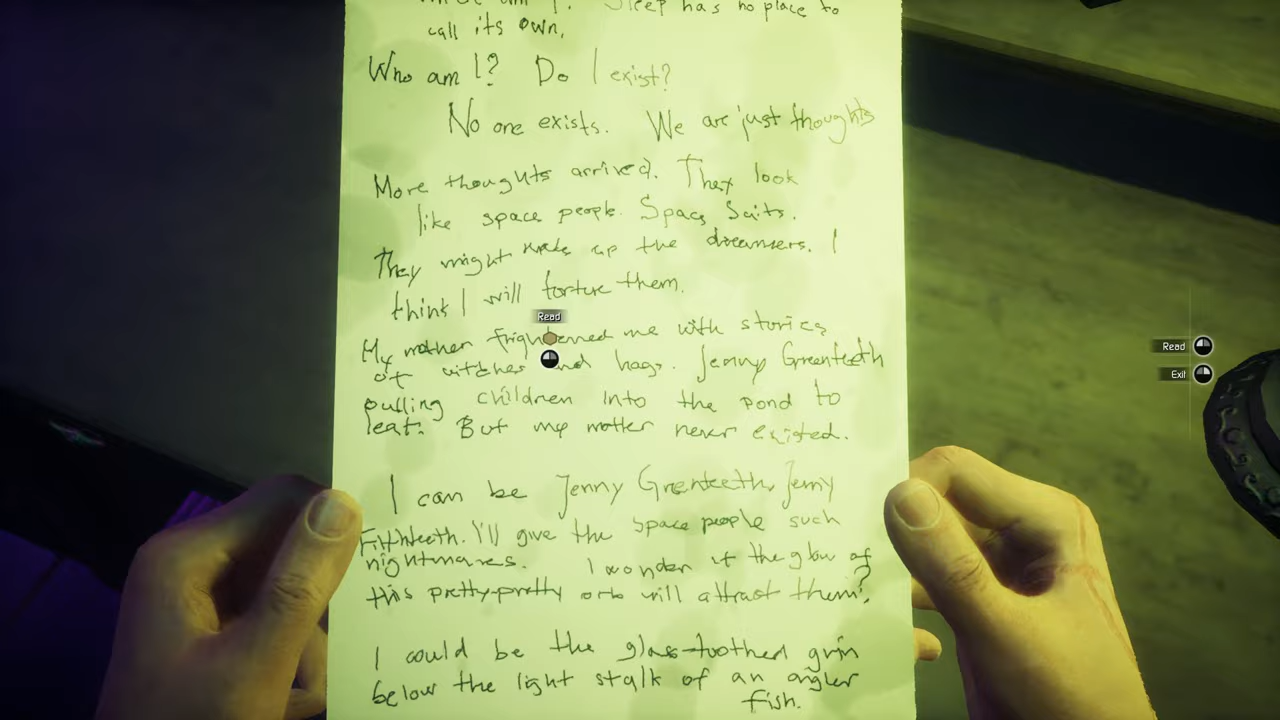 Sleep has no place to
call its own.
Who am I? Do I exist?
No one exists. We are just thoughts
More thoughts arrived. They look
like space people. Space Suits.
They might wake up the dreamers. I
think I will torture them.
Read
My mother frightened me with stories
of witches and hags. Jenny Greenteeth
pulling children into the pond to
eat. But my mother never existed.
I can be Jenny Greenteeth, Jenny
Filthteeth. I'll give the space people such
nightmares. I wonder if the glow of
this pretty-pretty orb will attract them?
I could be the glass-toothed grin
below the light stalk of an angler
fish.
Read
Exit